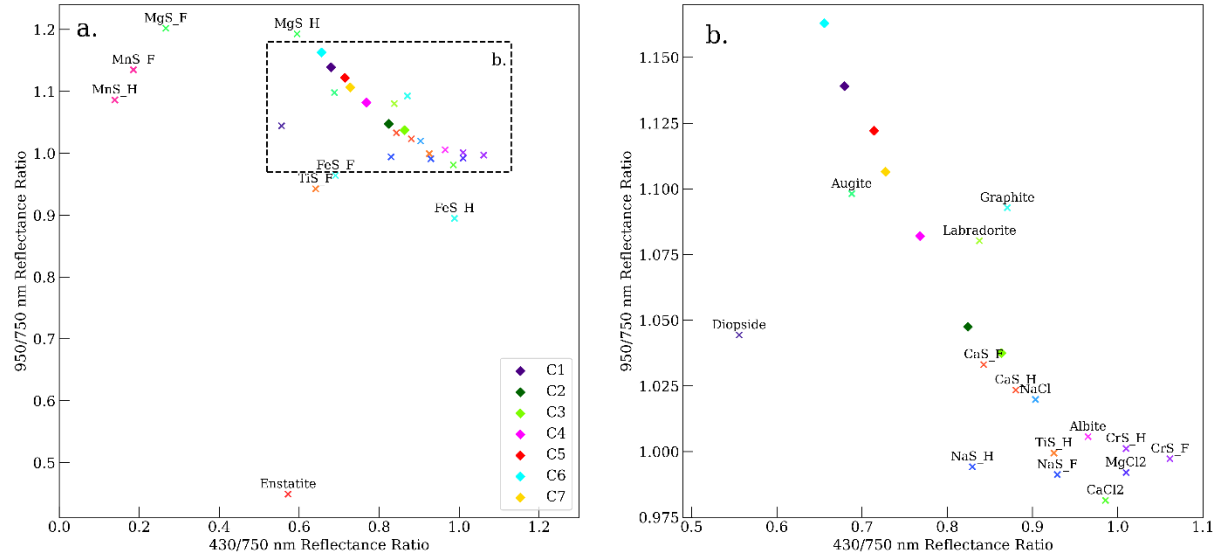 a.
MgS_F
MgS_H
MnS_F
MnS_H
b.
FeS_F
TiS_F
FeS_H
Enstatite
C1
C2
C3
C4
C5
C6
C7
1.2
1.1
1.0
0.9
0.8
0.7
0.6
0.5
0.0
0.2
0.4
0.6
0.8
1.0
1.2
950/750 nm Reflectance Ratio
430/750 nm Reflectance Ratio
b.
Augite
Graphite
Labradorite
Diopside
CaS_F
CaS_H
NaCl
Albite
TiS_H
CrS_H
CrS_F
NaS_H
NaS_F
MgCl2
CaCl2
1.150
1.125
1.100
1.075
1.050
1.025
1.000
0.975
0.5
0.6
0.7
0.8
0.9
1.0
1.1
950/750 nm Reflectance Ratio
430/750 nm Reflectance Ratio